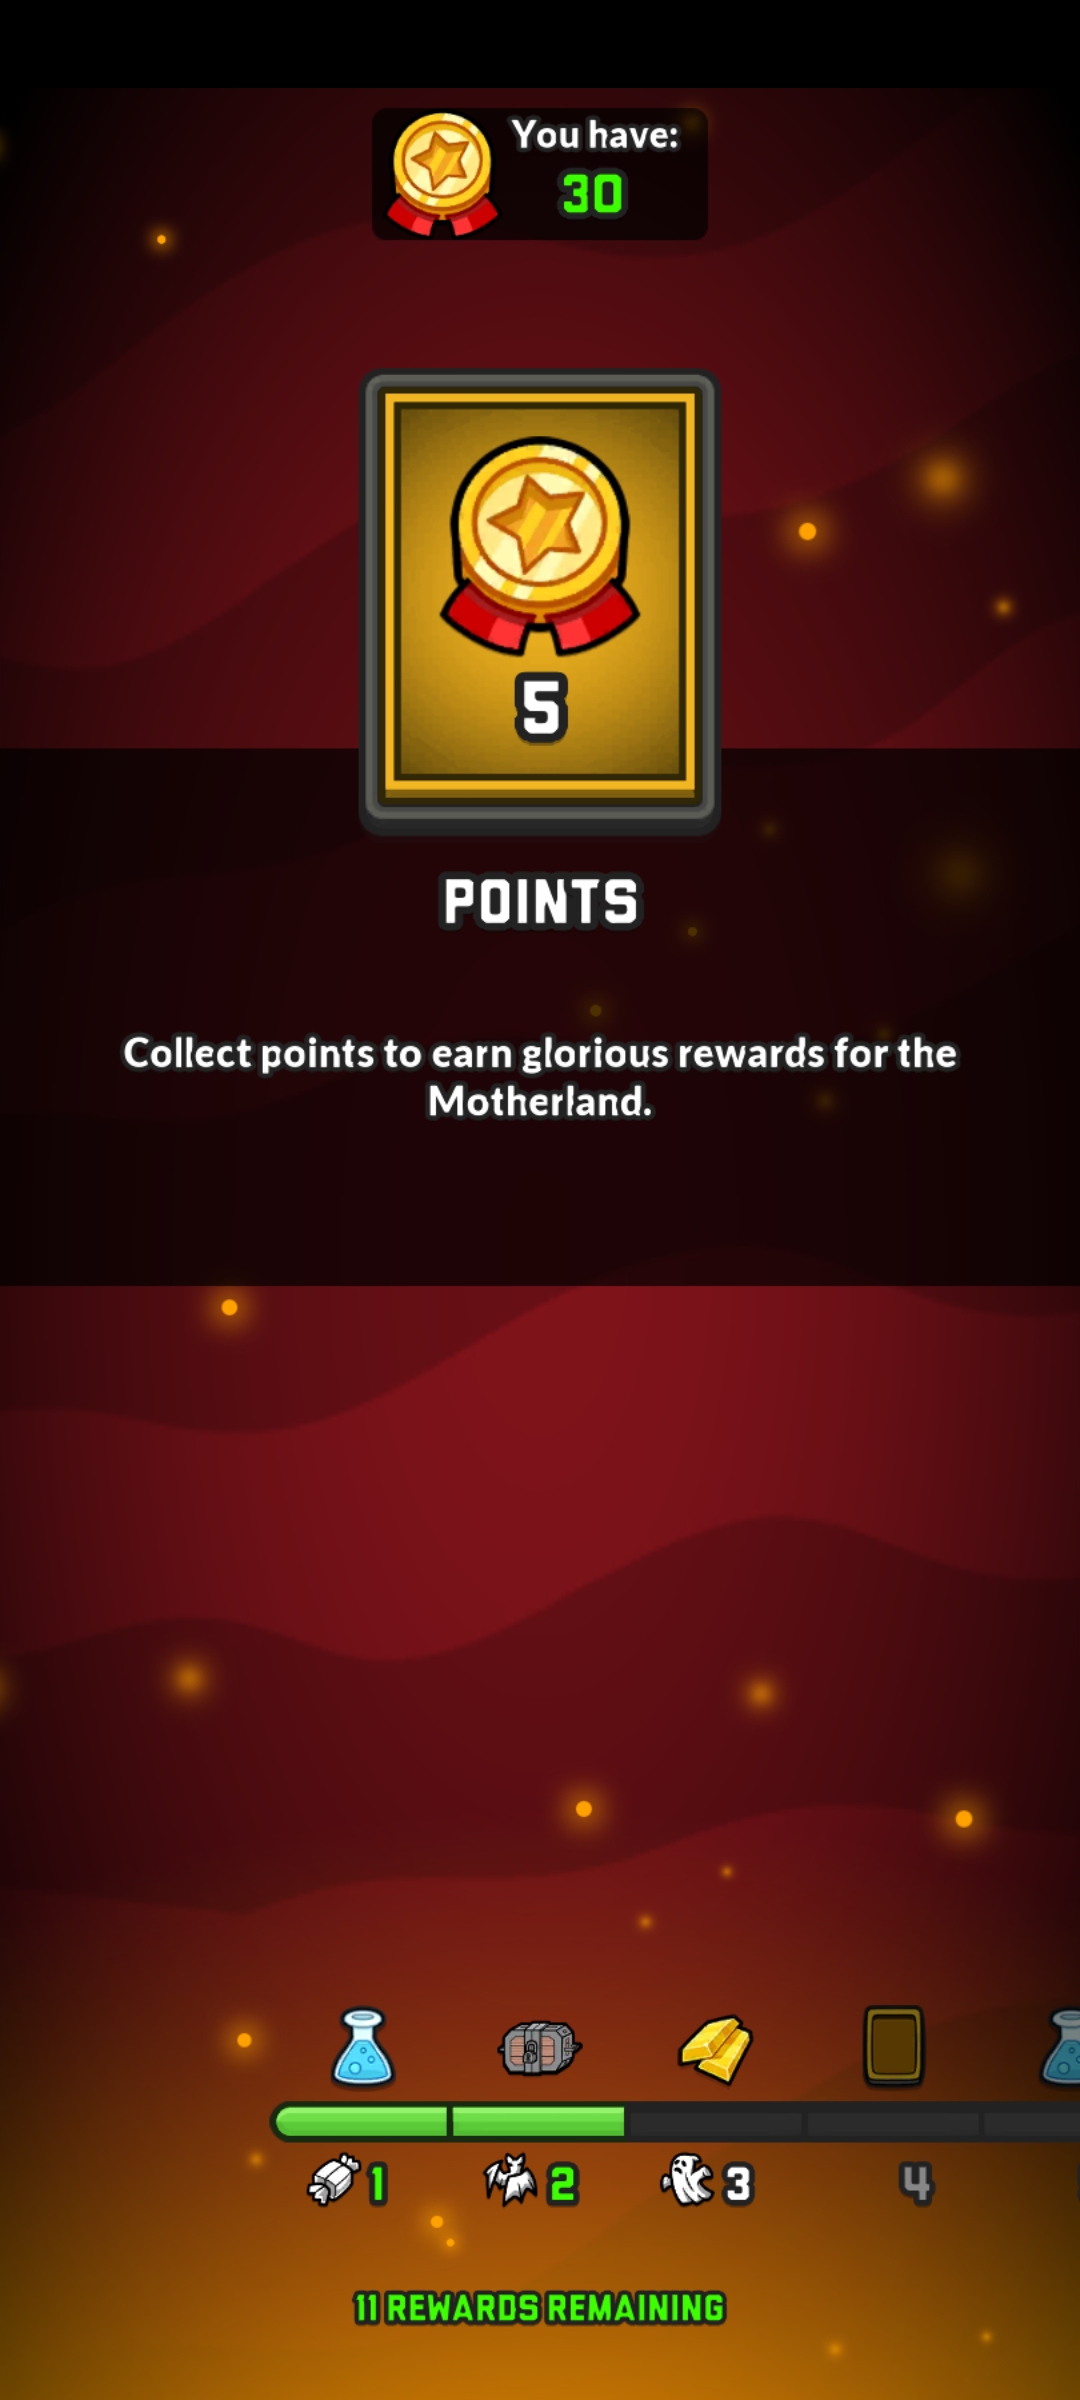 You have:
30
5
POINTS
Collect points to earn glorious rewards for the
Motherland.
1
2
3
4
11 REWARDS REMAINING